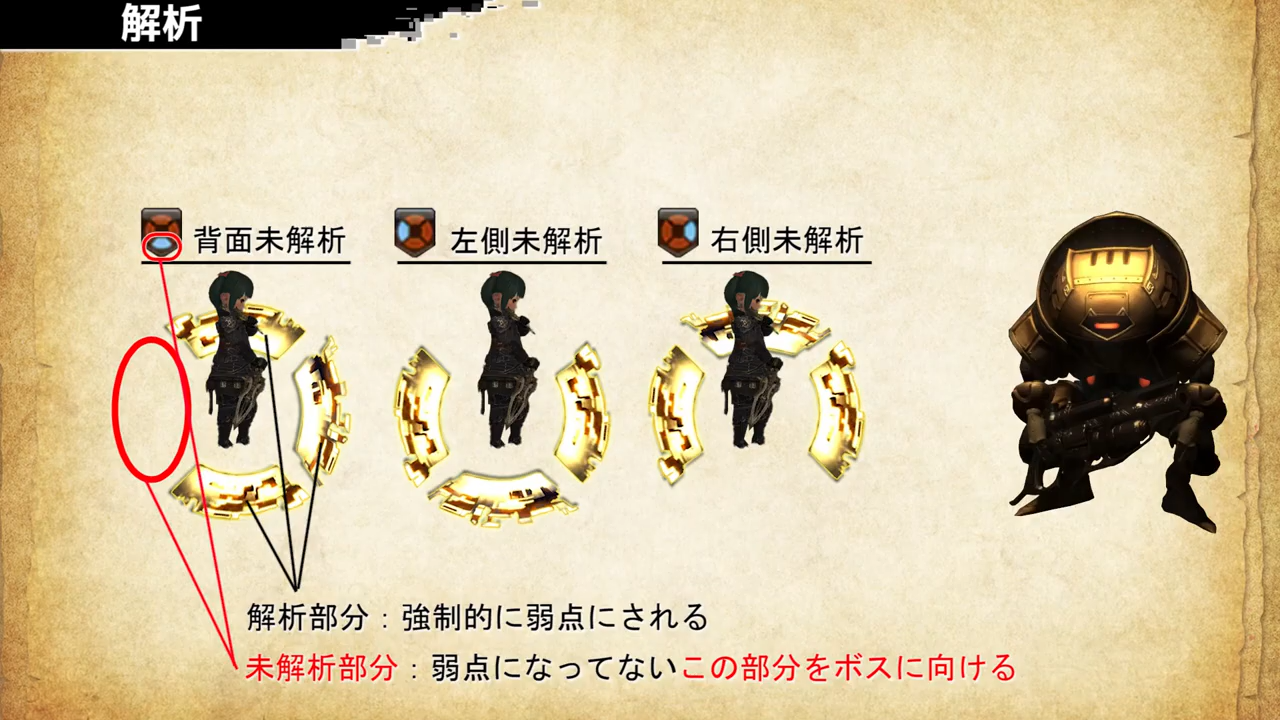 解析
背面未解析
左側未解析
右側未解析
解析部分：強制的に弱点にされる
未解析部分：弱点になってないこの部分をボスに向ける